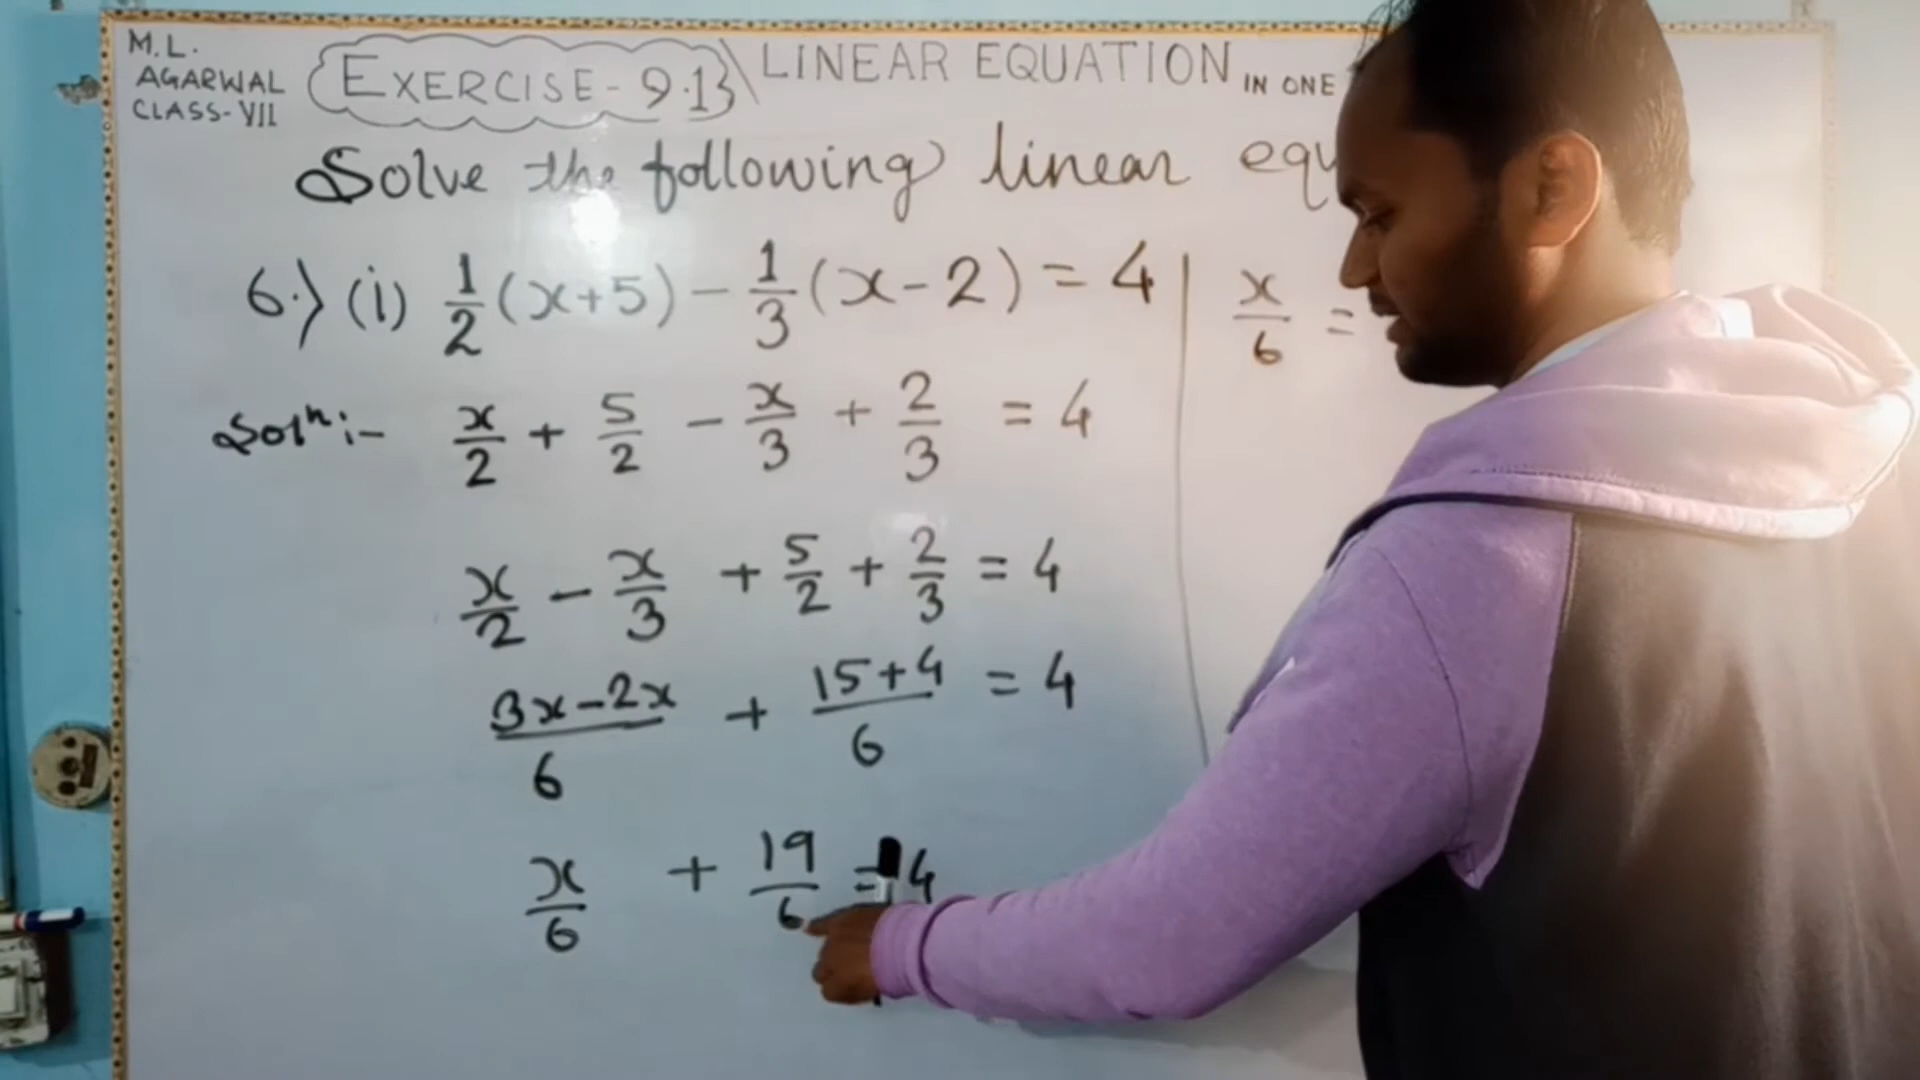 M.L.
AGARWAL
CLASS-VII
EXERCISE-9.1
LINEAR EQUATION IN ONE
Solve the following linear
6.) (i) 1/2 (x+5) - 1/3 (x-2) = 4
Solⁿ:- x/2 + 5/2 - x/3 + 2/3 = 4
x/2 - x/3 + 5/2 + 2/3 = 4
3x-2x/6 + 15+4/6 = 4
x/6 + 19/6 = 4
x/6 =